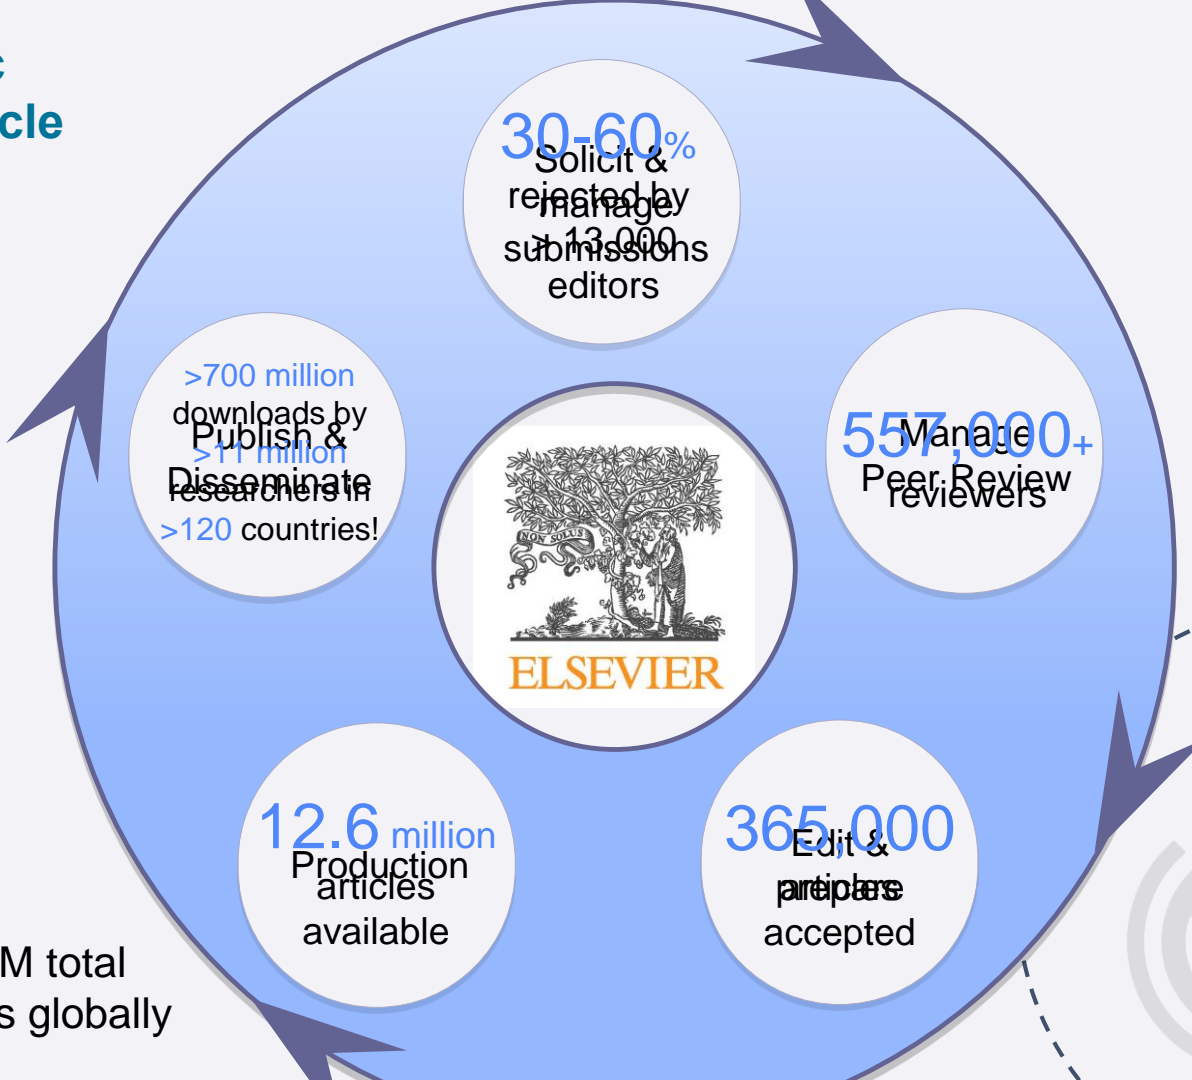 c
cle
30-60%
Solicit &
rejected by
manage
> 13,000
submissions
editors
>700 million
downloads by
Publish &
>11 million
Disseminate
researchers in
>120 countries!
557,000+
Manage
Peer Review
reviewers
NON SOLUS
ELSEVIER
12.6 million
Production
articles
available
365,000
Edit &
prepare
articles
accepted
M total
s globally